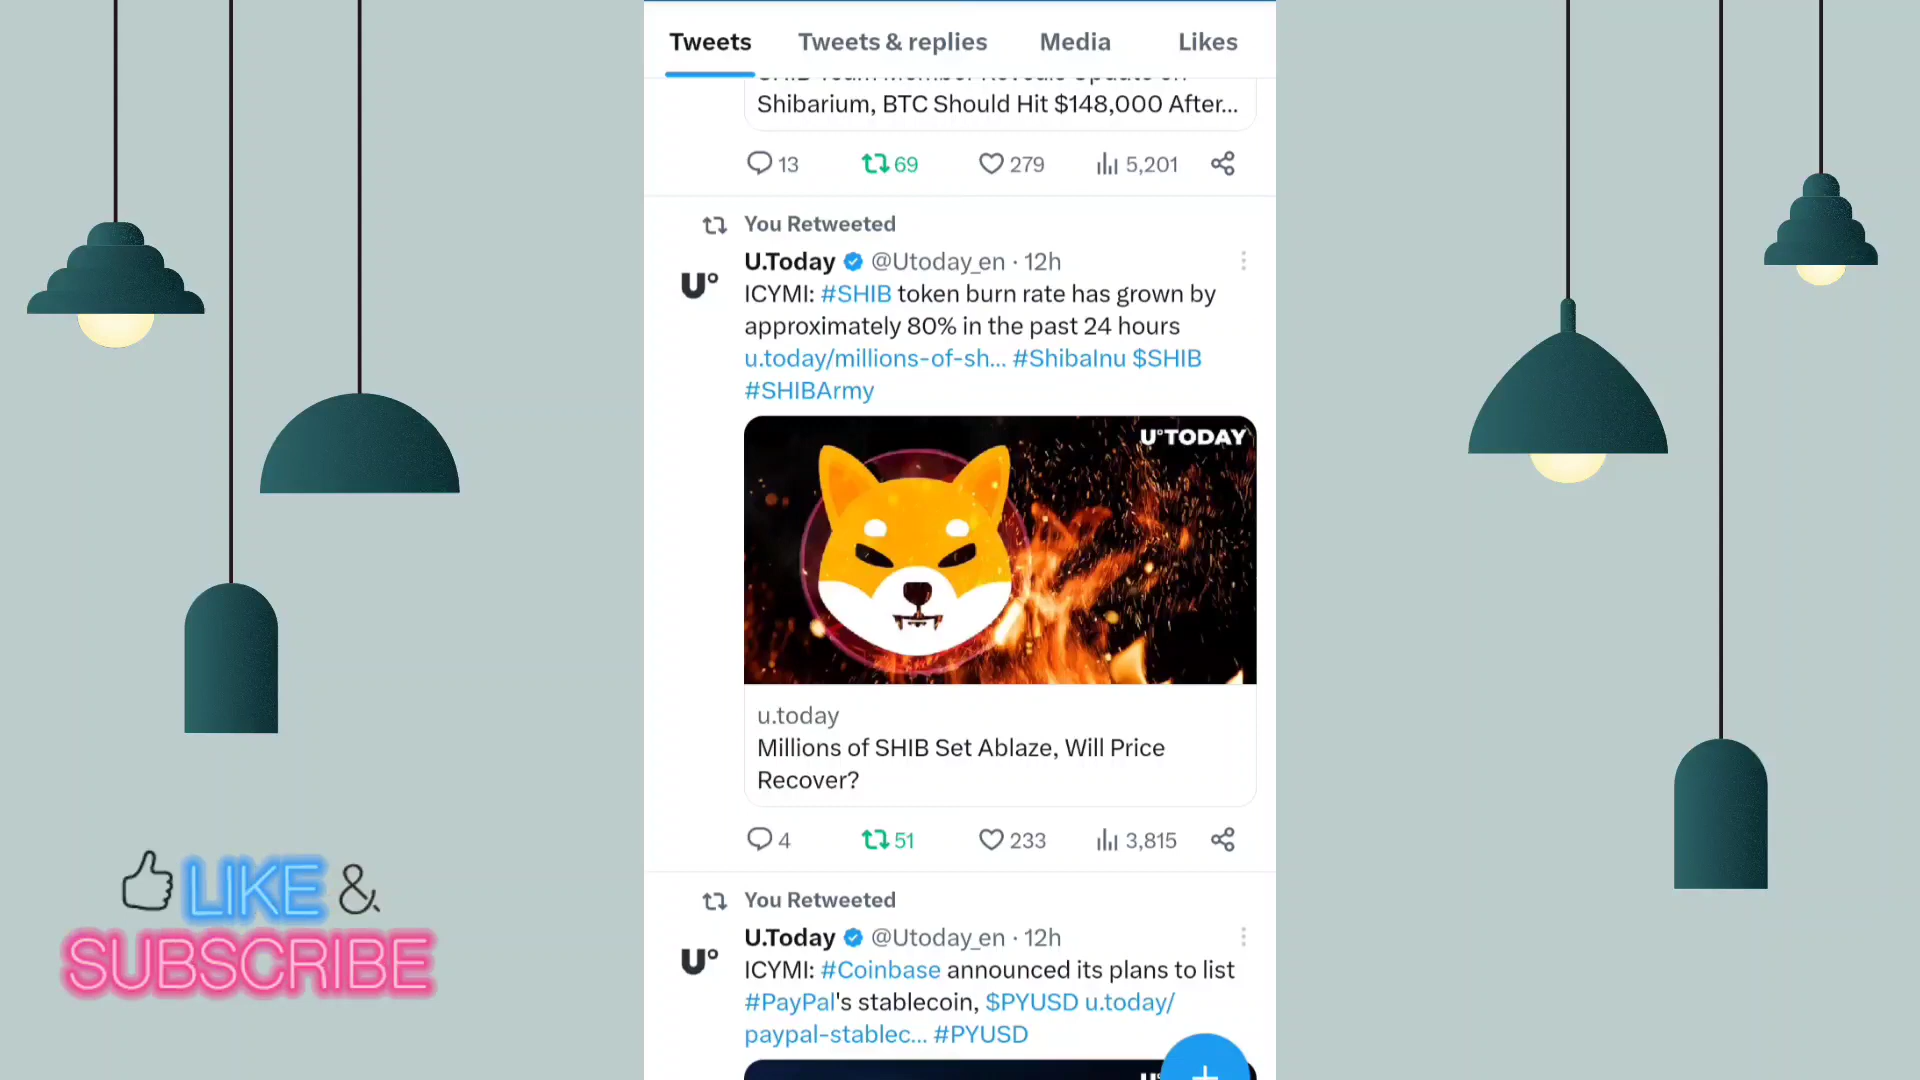 Tweets Tweets & replies Media Likes
Shibarium, BTC Should Hit $148,000 After...
13 69 279 5,201
You Retweeted
U.Today @Utoday_en · 12h
ICYMI: #SHIB token burn rate has grown by
approximately 80% in the past 24 hours
u.today/millions-of-sh... #ShibaInu $SHIB
#SHIBArmy
U°TODAY
u.today
Millions of SHIB Set Ablaze, Will Price
Recover?
4 51 233 3,815
You Retweeted
U.Today @Utoday_en · 12h
ICYMI: #Coinbase announced its plans to list
#PayPal's stablecoin, $PYUSD u.today/
paypal-stablec... #PYUSD
LIKE &
SUBSCRIBE